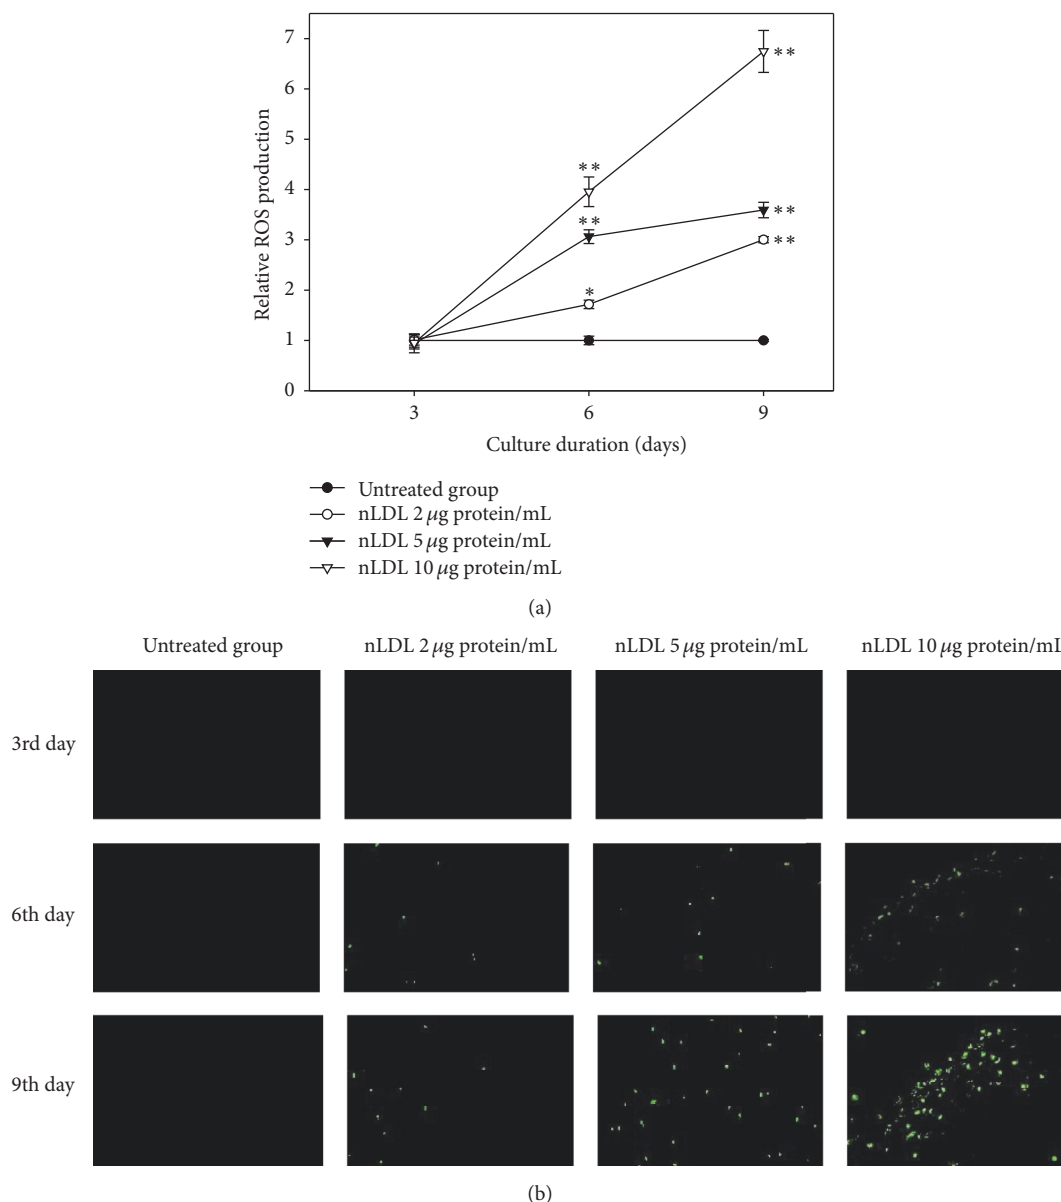 7
6
5
4
3
2
1
0
Relative ROS production
**
**
**
**
*
**
3 6 9
Culture duration (days)
Untreated group
nLDL 2 μg protein/mL
nLDL 5 μg protein/mL
nLDL 10 μg protein/mL
(a)
Untreated group nLDL 2 μg protein/mL nLDL 5 μg protein/mL nLDL 10 μg protein/mL
3rd day
6th day
9th day
(b)